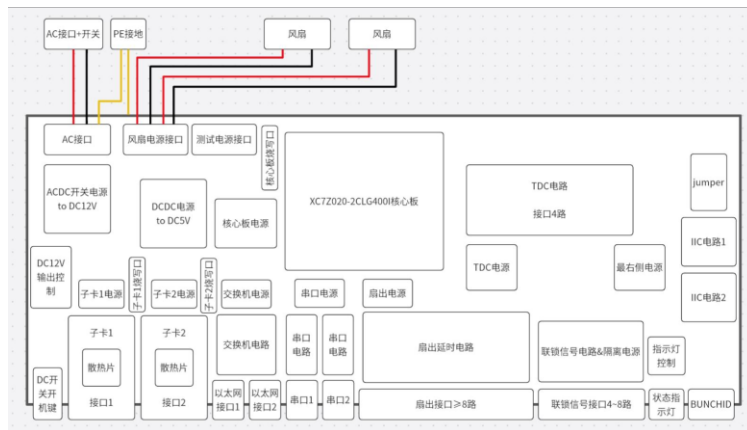 AC接口+开关
PE接地
风扇
风扇
AC接口
风扇电源接口
测试电源接口
核心板烧写口
XC7Z020-2CLG400I核心板
TDC电路
接口4路
jumper
ACDC开关电源
to DC12V
DCDC电源
to DC5V
核心板电源
IIC电路1
DC12V
输出控
制
子卡1电源
子卡1烧写口
子卡2电源
子卡2烧写口
交换机电源
串口电源
扇出电源
TDC电源
最右侧电源
IIC电路2
子卡1
散热片
接口1
子卡2
散热片
接口2
交换机电路
串口
电路
串口
电路
扇出延时电路
联锁信号电路&隔离电源
指示灯
控制
DC开
关开
机键
以太网
接口1
以太网
接口2
串口1
串口2
扇出接口≥8路
联锁信号接口4~8路
状态指
示灯
BUNCHID